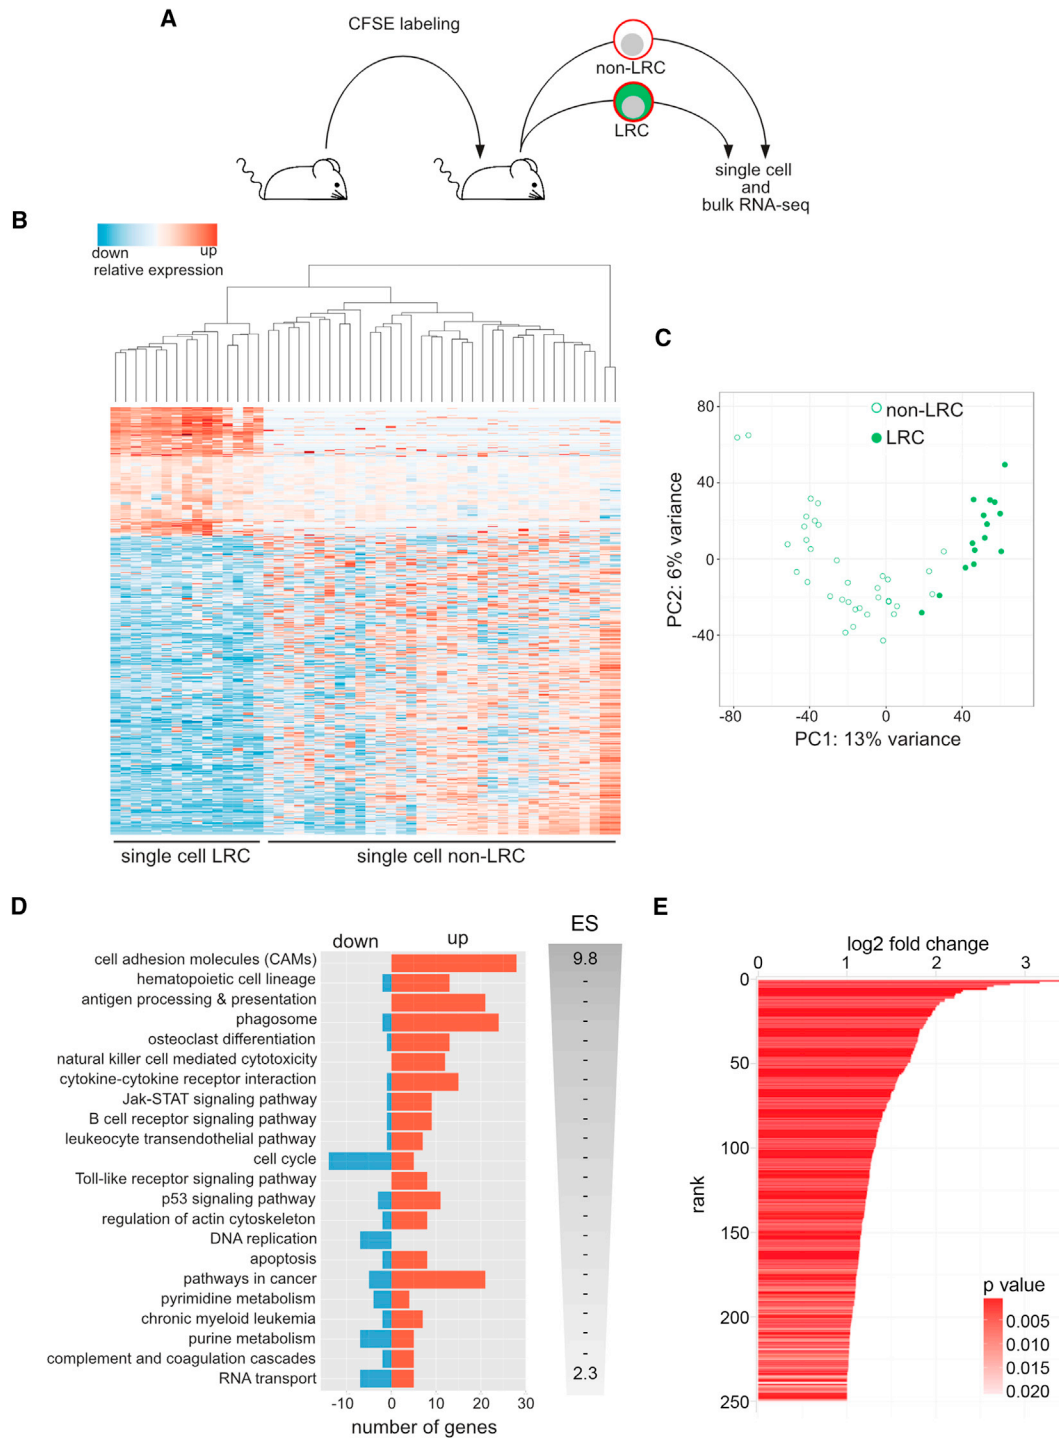 A
CFSE labeling
non-LRC
LRC
single cell
and
bulk RNA-seq
B
down up
relative expression
single cell LRC single cell non-LRC
C
non-LRC
LRC
80
40
0
-40
-80 -40 0 40
PC2: 6% variance
PC1: 13% variance
D
down up ES
cell adhesion molecules (CAMs) 9.8
hematopoietic cell lineage -
antigen processing & presentation -
phagosome -
osteoclast differentiation -
natural killer cell mediated cytotoxicity -
cytokine-cytokine receptor interaction -
Jak-STAT signaling pathway -
B cell receptor signaling pathway -
leukeocyte transendothelial pathway -
cell cycle -
Toll-like receptor signaling pathway -
p53 signaling pathway -
regulation of actin cytoskeleton -
DNA replication -
apoptosis -
pathways in cancer -
pyrimidine metabolism -
chronic myeloid leukemia -
purine metabolism -
complement and coagulation cascades -
RNA transport 2.3
-10 0 10 20 30
number of genes
E
log2 fold change
0 1 2 3
0
50
100
150
200
250
rank
p value
0.005
0.010
0.015
0.020